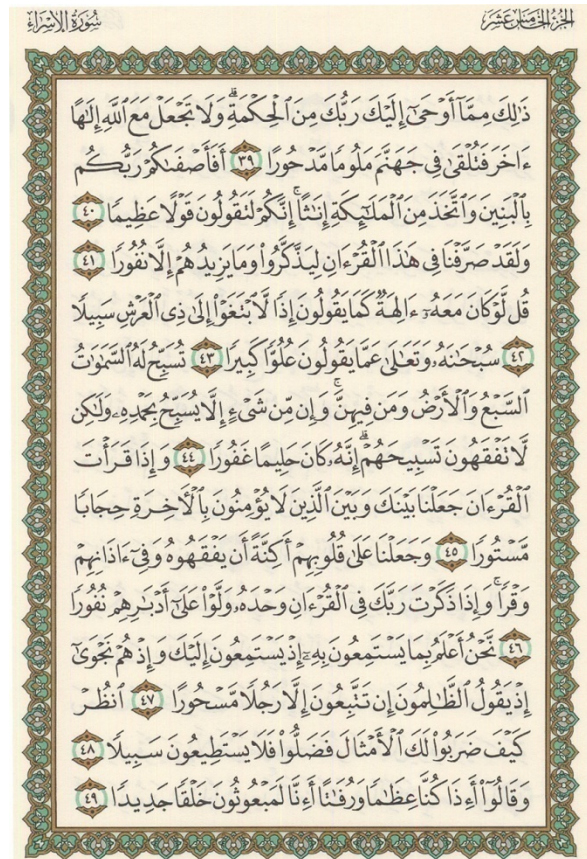 الجزء الخامس عشر
سورة الإسراء
ذَٰلِكَ مِمَّآ أَوْحَىٰٓ إِلَيْكَ رَبُّكَ مِنَ ٱلْحِكْمَةِۗ وَلَا تَجْعَلْ مَعَ ٱللَّهِ إِلَٰهًا
ءَاخَرَ فَتُلْقَىٰ فِى جَهَنَّمَ مَلُومًا مَّدْحُورًا ٣٩ أَفَأَصْفَىٰكُمْ رَبُّكُم
بِٱلْبَنِينَ وَٱتَّخَذَ مِنَ ٱلْمَلَٰٓئِكَةِ إِنَٰثًاۚ إِنَّكُمْ لَتَقُولُونَ قَوْلًا عَظِيمًا ٤٠
وَلَقَدْ صَرَّفْنَا فِى هَٰذَا ٱلْقُرْءَانِ لِيَذَّكَّرُوا۟ وَمَا يَزِيدُهُمْ إِلَّا نُفُورًا ٤١
قُل لَّوْ كَانَ مَعَهُۥٓ ءَالِهَةٌ كَمَا يَقُولُونَ إِذًا لَّٱبْتَغَوْا۟ إِلَىٰ ذِى ٱلْعَرْشِ سَبِيلًا
٤٢ سُبْحَٰنَهُۥ وَتَعَٰلَىٰ عَمَّا يَقُولُونَ عُلُوًّا كَبِيرًا ٤٣ تُسَبِّحُ لَهُ ٱلسَّمَٰوَٰتُ
ٱلسَّبْعُ وَٱلْأَرْضُ وَمَن فِيهِنَّۚ وَإِن مِّن شَىْءٍ إِلَّا يُسَبِّحُ بِحَمْدِهِۦ وَلَٰكِن
لَّا تَفْقَهُونَ تَسْبِيحَهُمْۗ إِنَّهُۥ كَانَ حَلِيمًا غَفُورًا ٤٤ وَإِذَا قَرَأْتَ
ٱلْقُرْءَانَ جَعَلْنَا بَيْنَكَ وَبَيْنَ ٱلَّذِينَ لَا يُؤْمِنُونَ بِٱلْءَاخِرَةِ حِجَابًا
مَّسْتُورًا ٤٥ وَجَعَلْنَا عَلَىٰ قُلُوبِهِمْ أَكِنَّةً أَن يَفْقَهُوهُ وَفِىٓ ءَاذَانِهِمْ
وَقْرًاۚ وَإِذَا ذَكَرْتَ رَبَّكَ فِى ٱلْقُرْءَانِ وَحْدَهُۥ وَلَّوْا۟ عَلَىٰٓ أَدْبَٰرِهِمْ نُفُورًا
٤٦ نَّحْنُ أَعْلَمُ بِمَا يَسْتَمِعُونَ بِهِۦٓ إِذْ يَسْتَمِعُونَ إِلَيْكَ وَإِذْ هُمْ نَجْوَىٰٓ
إِذْ يَقُولُ ٱلظَّٰلِمُونَ إِن تَتَّبِعُونَ إِلَّا رَجُلًا مَّسْحُورًا ٤٧ ٱنظُرْ
كَيْفَ ضَرَبُوا۟ لَكَ ٱلْأَمْثَالَ فَضَلُّوا۟ فَلَا يَسْتَطِيعُونَ سَبِيلًا ٤٨
وَقَالُوٓا۟ أَءِذَا كُنَّا عِظَٰمًا وَرُفَٰتًا أَءِنَّا لَمَبْعُوثُونَ خَلْقًا جَدِيدًا ٤٩